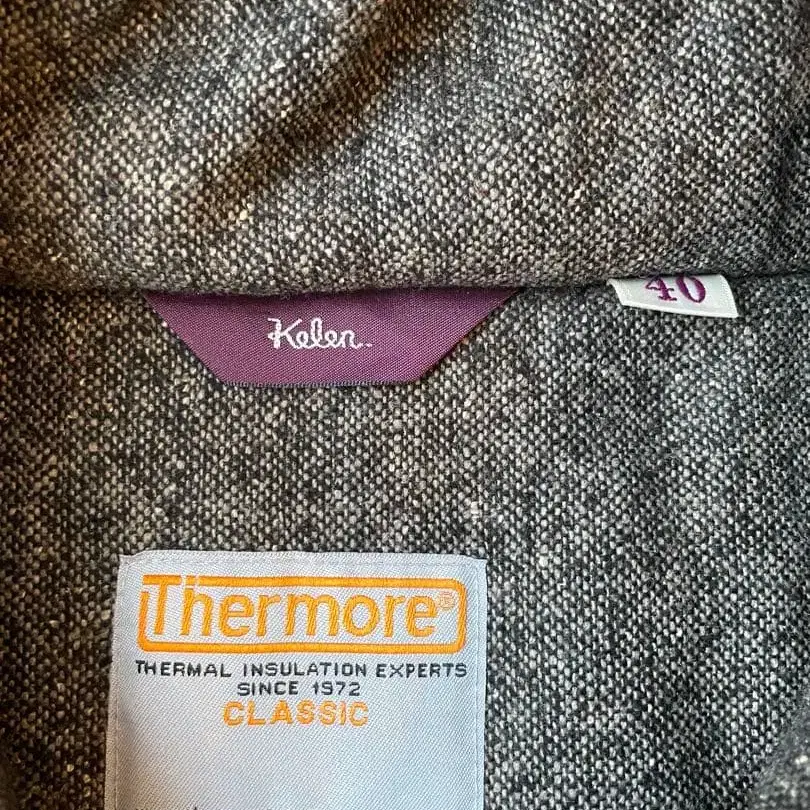 Kelen.
40
Thermore®
THERMAL INSULATION EXPERTS
SINCE 1972
CLASSIC